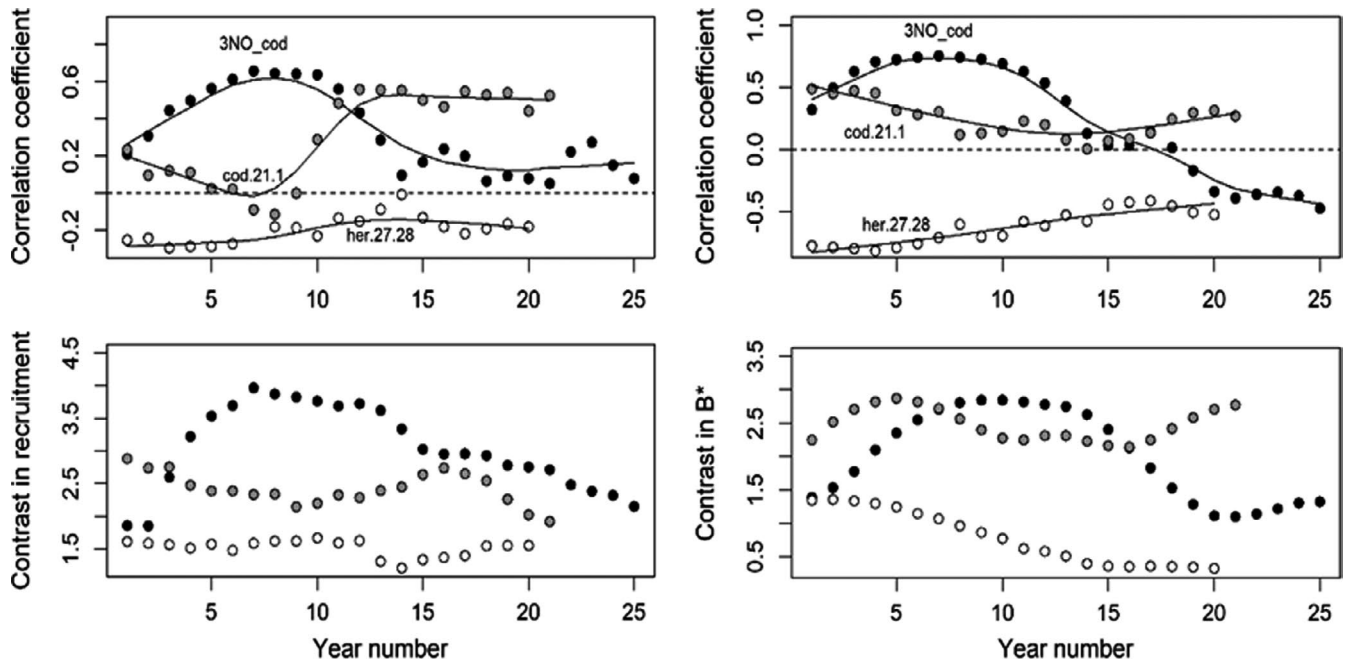 Correlation coefficient
-0.2 0.2 0.6
3NO_cod
cod.21.1
her.27.28
5 10 15 20 25
Correlation coefficient
-0.5 0.0 0.5 1.0
3NO_cod
cod.21.1
her.27.28
5 10 15 20 25
Contrast in recruitment
1.5 2.5 3.5 4.5
5 10 15 20 25
Year number
Contrast in B*
0.5 1.5 2.5 3.5
5 10 15 20 25
Year number